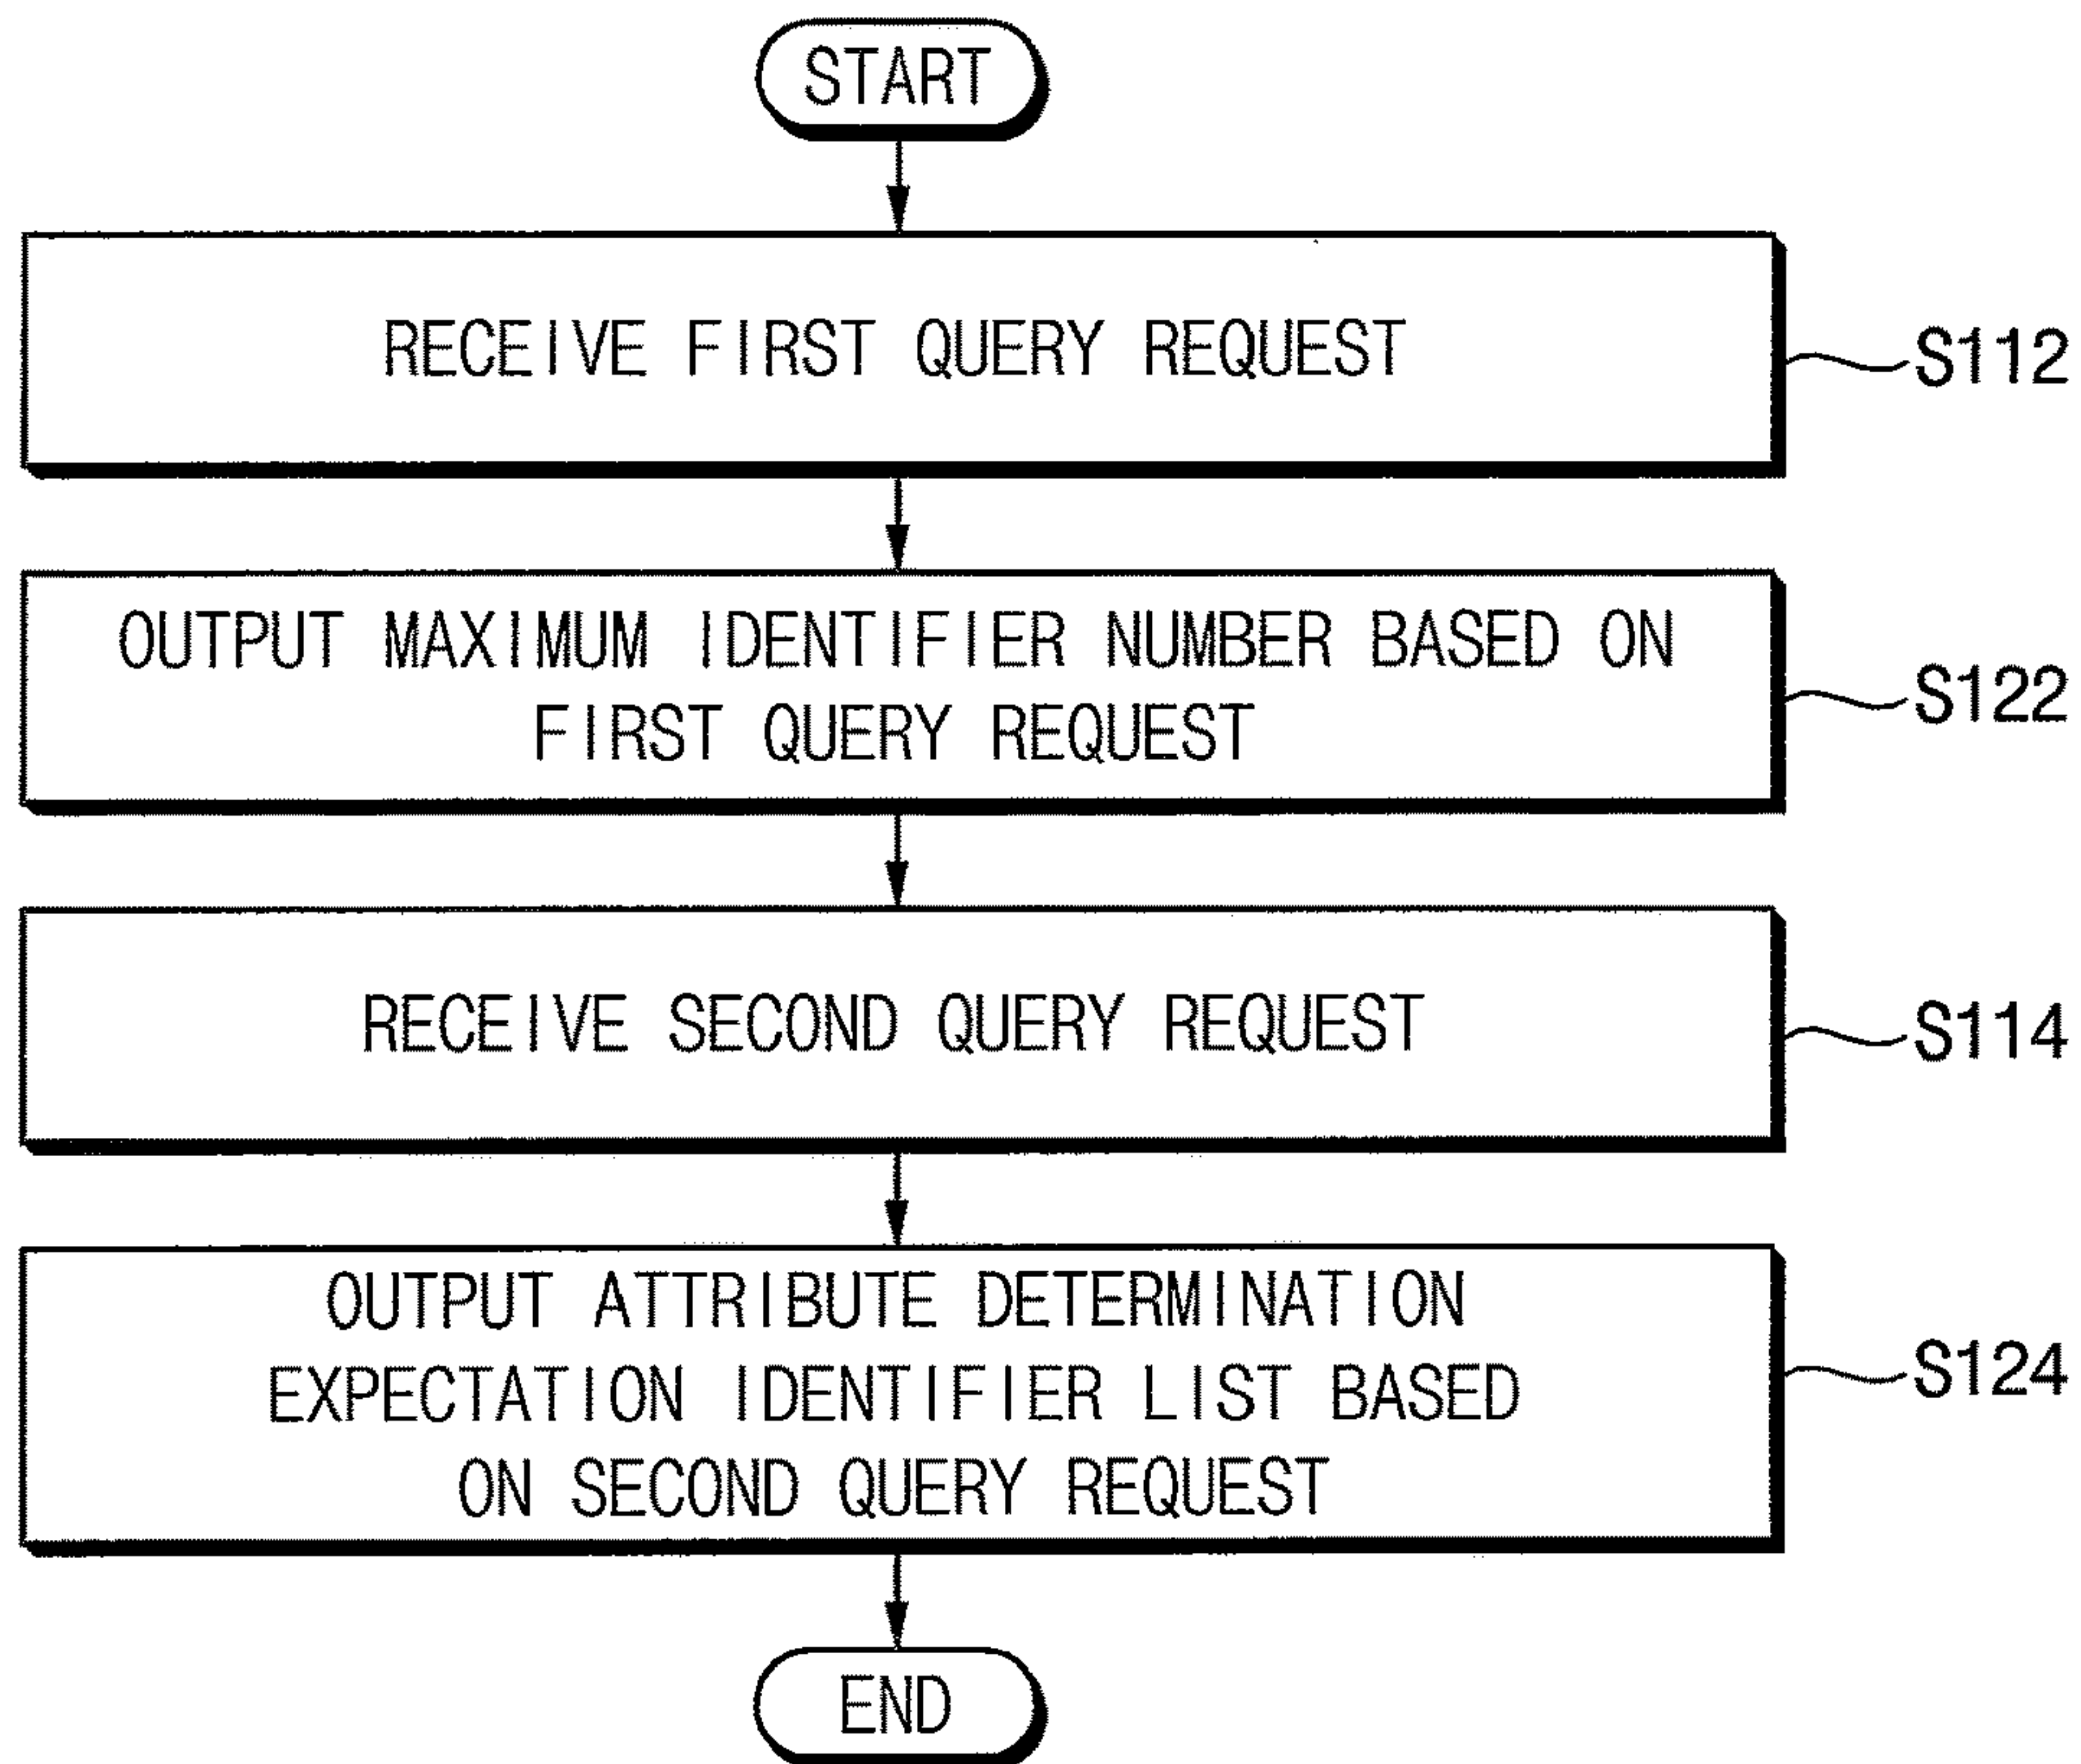 START
RECEIVE FIRST QUERY REQUEST
S112
OUTPUT MAXIMUM IDENTIFIER NUMBER BASED ON
FIRST QUERY REQUEST
S122
RECEIVE SECOND QUERY REQUEST
S114
OUTPUT ATTRIBUTE DETERMINATION
EXPECTATION IDENTIFIER LIST BASED
ON SECOND QUERY REQUEST
S124
END